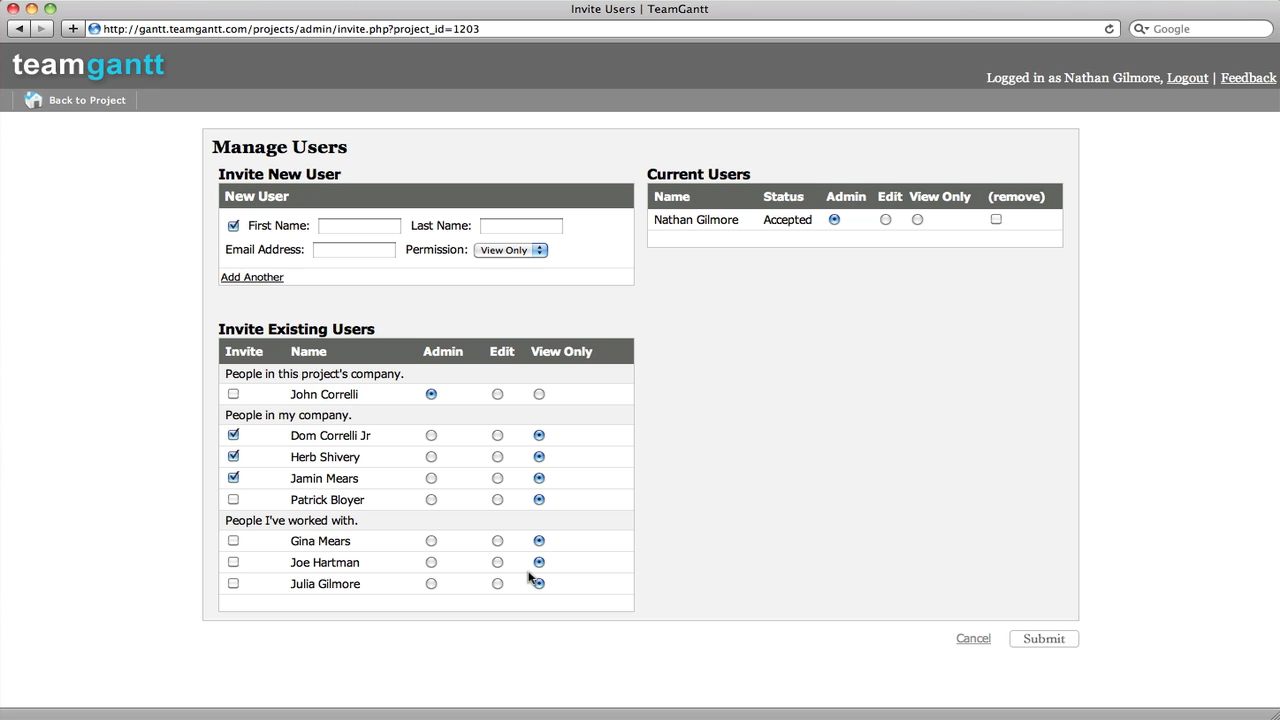 Invite Users | TeamGantt
http://gantt.teamgantt.com/projects/admin/invite.php?project_id=1203
Google
teamgantt
Logged in as Nathan Gilmore, Logout | Feedback
Back to Project
Manage Users
Invite New User
New User
First Name:
Last Name:
Email Address:
Permission: View Only
Add Another
Current Users
Name Status Admin Edit View Only (remove)
Nathan Gilmore Accepted
Invite Existing Users
Invite Name Admin Edit View Only
People in this project's company.
John Correlli
People in my company.
Dom Correlli Jr
Herb Shivery
Jamin Mears
Patrick Bloyer
People I've worked with.
Gina Mears
Joe Hartman
Julia Gilmore
Cancel Submit